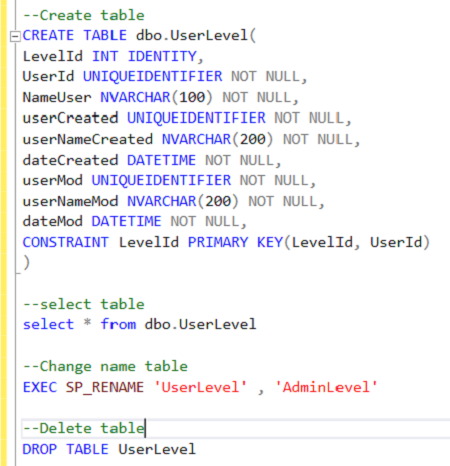 --Create table
CREATE TABLE dbo.UserLevel(
LevelId INT IDENTITY,
UserId UNIQUEIDENTIFIER NOT NULL,
NameUser NVARCHAR(100) NOT NULL,
userCreated UNIQUEIDENTIFIER NOT NULL,
userNameCreated NVARCHAR(200) NOT NULL,
dateCreated DATETIME NOT NULL,
userMod UNIQUEIDENTIFIER NOT NULL,
userNameMod NVARCHAR(200) NOT NULL,
dateMod DATETIME NOT NULL,
CONSTRAINT LevelId PRIMARY KEY(LevelId, UserId)
)
--select table
select * from dbo.UserLevel
--Change name table
EXEC SP_RENAME 'UserLevel' , 'AdminLevel'
--Delete table
DROP TABLE UserLevel